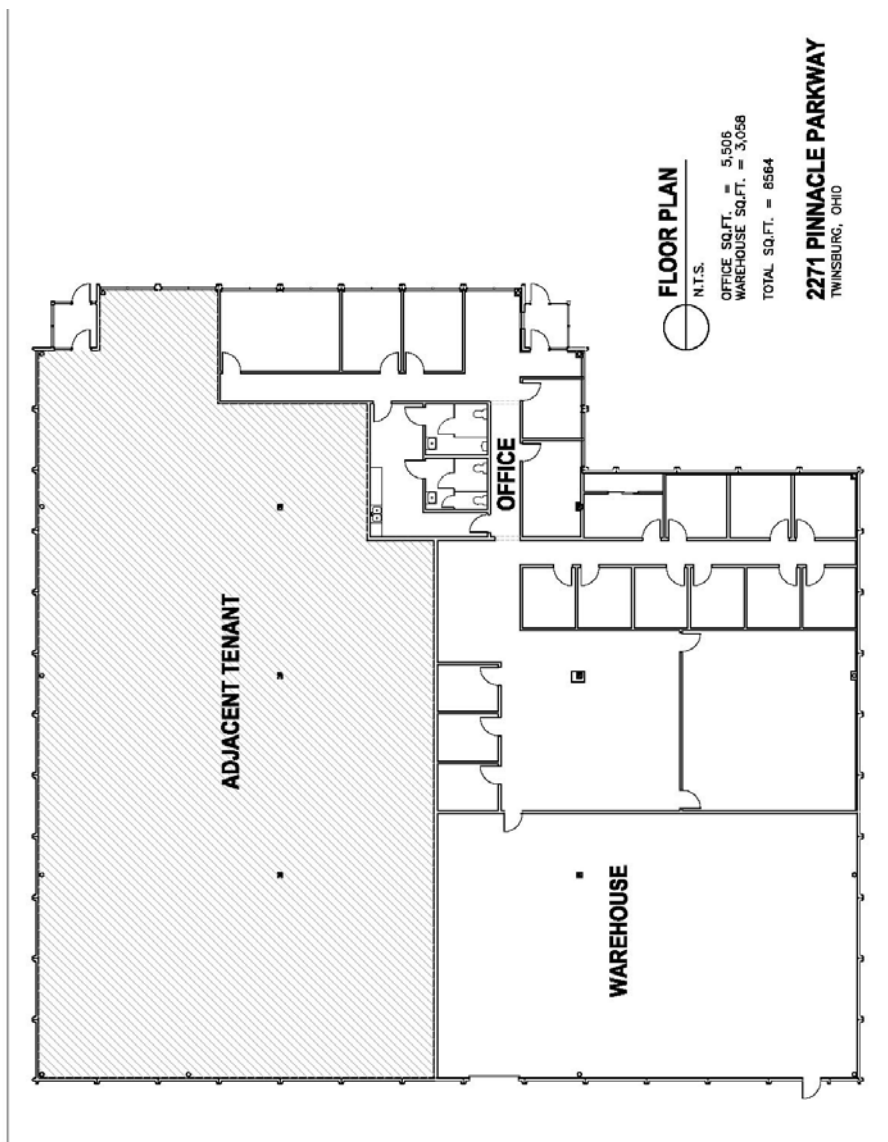 ADJACENT TENANT
OFFICE
WAREHOUSE
FLOOR PLAN
N.T.S.
OFFICE SQ.FT. = 5,506
WAREHOUSE SQ.FT. = 3,058
TOTAL SQ.FT. = 8564
2271 PINNACLE PARKWAY
TWINSBURG, OHIO